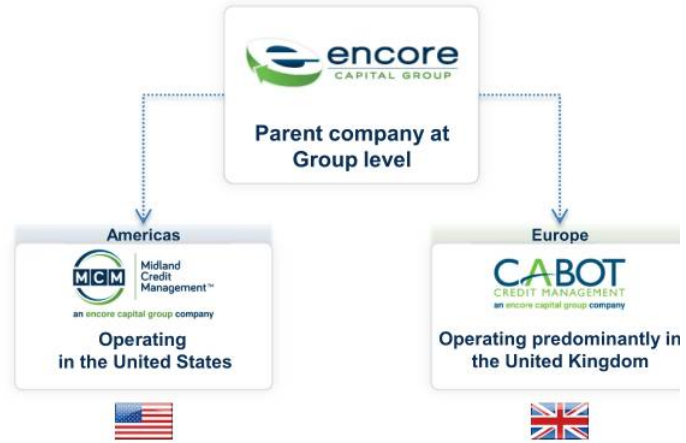 encore
CAPITAL GROUP
Parent company at
Group level
Americas
MCM
Midland
Credit
Management™
an encore capital group company
Operating
in the United States
Europe
CABOT
CREDIT MANAGEMENT
an encore capital group company
Operating predominantly in
the United Kingdom